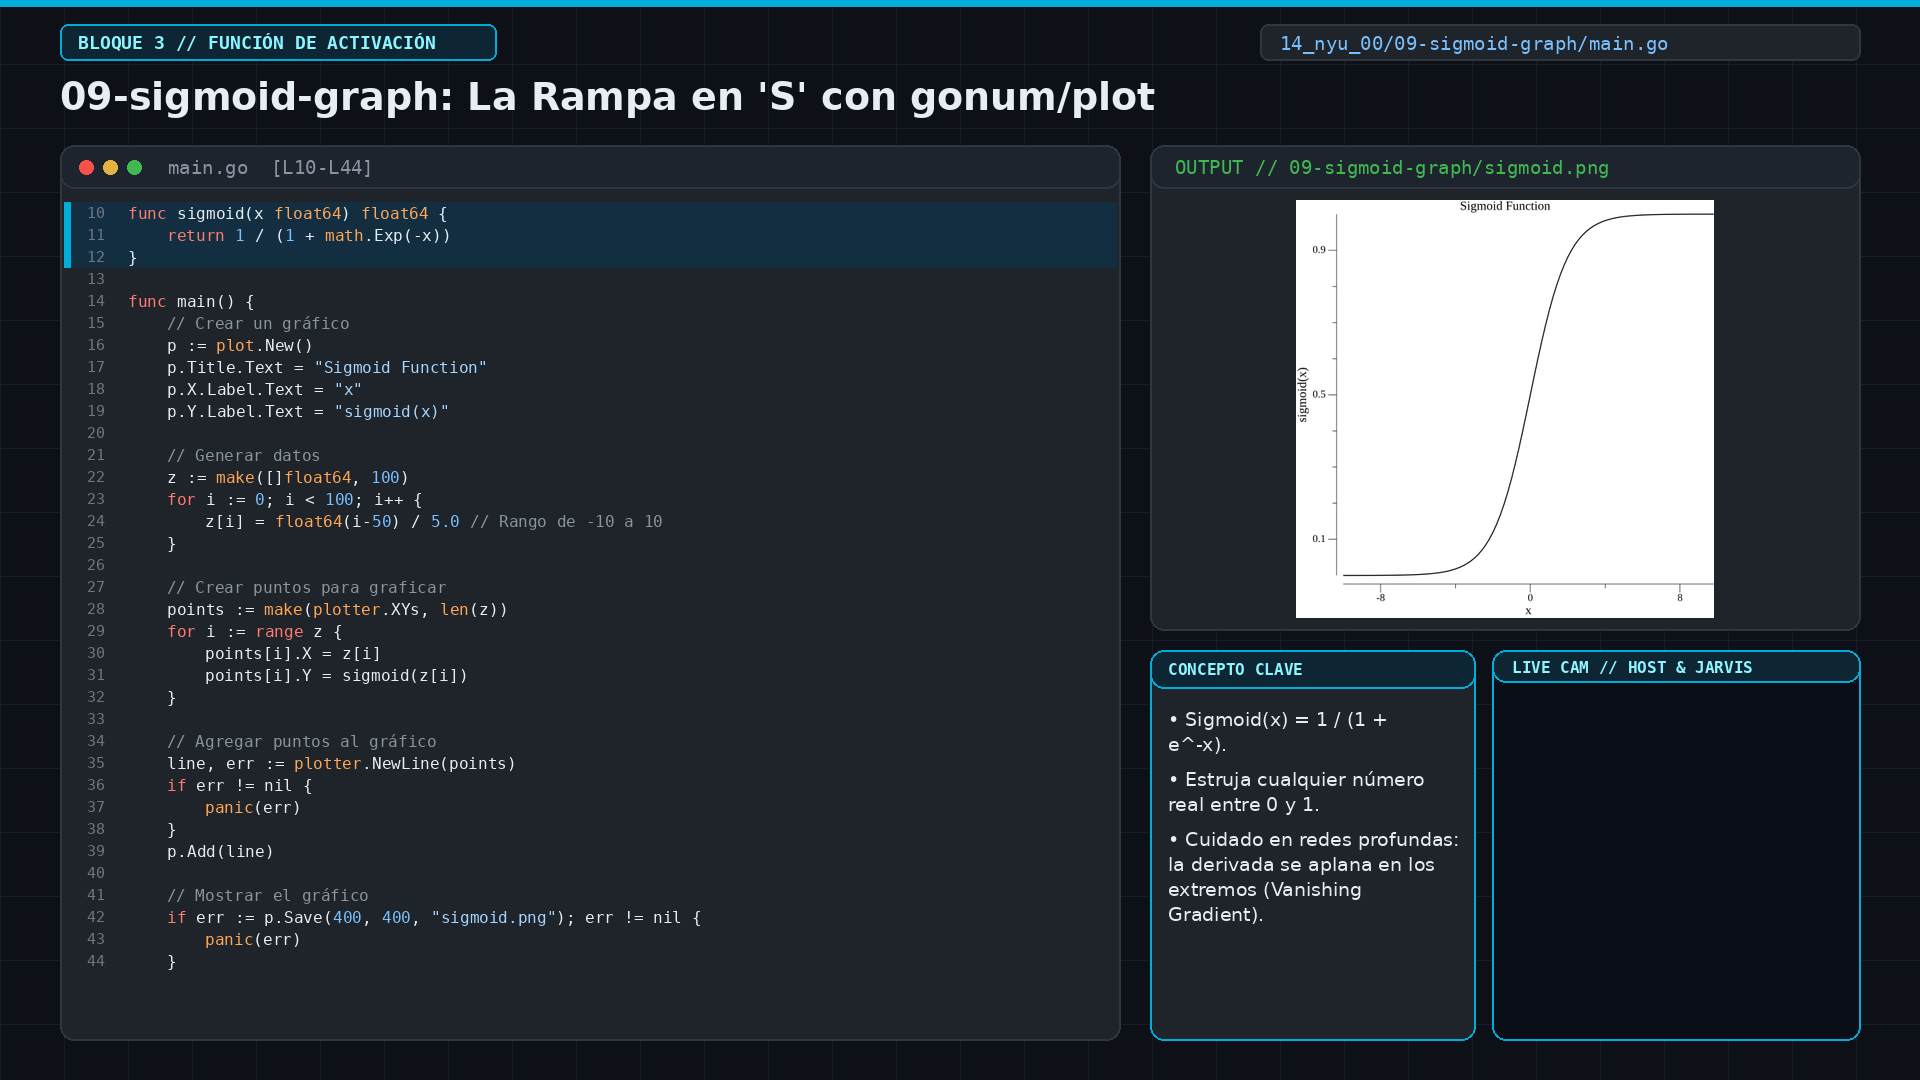 BLOQUE 3 // FUNCIÓN DE ACTIVACIÓN
14_nyu_00/09-sigmoid-graph/main.go
09-sigmoid-graph: La Rampa en 'S' con gonum/plot
main.go  [L10-L44]
10 func sigmoid(x float64) float64 {
11     return 1 / (1 + math.Exp(-x))
12 }
13
14 func main() {
15     // Crear un gráfico
16     p := plot.New()
17     p.Title.Text = "Sigmoid Function"
18     p.X.Label.Text = "x"
19     p.Y.Label.Text = "sigmoid(x)"
20
21     // Generar datos
22     z := make([]float64, 100)
23     for i := 0; i < 100; i++ {
24         z[i] = float64(i-50) / 5.0 // Rango de -10 a 10
25     }
26
27     // Crear puntos para graficar
28     points := make(plotter.XYs, len(z))
29     for i := range z {
30         points[i].X = z[i]
31         points[i].Y = sigmoid(z[i])
32     }
33
34     // Agregar puntos al gráfico
35     line, err := plotter.NewLine(points)
36     if err != nil {
37         panic(err)
38     }
39     p.Add(line)
40
41     // Mostrar el gráfico
42     if err := p.Save(400, 400, "sigmoid.png"); err != nil {
43         panic(err)
44     }
OUTPUT // 09-sigmoid-graph/sigmoid.png
Sigmoid Function
0.9
0.5
0.1
sigmoid(x)
-8 0 8
x
CONCEPTO CLAVE
• Sigmoid(x) = 1 / (1 +
e^-x).
• Estruja cualquier número
real entre 0 y 1.
• Cuidado en redes profundas:
la derivada se aplana en los
extremos (Vanishing
Gradient).
LIVE CAM // HOST & JARVIS